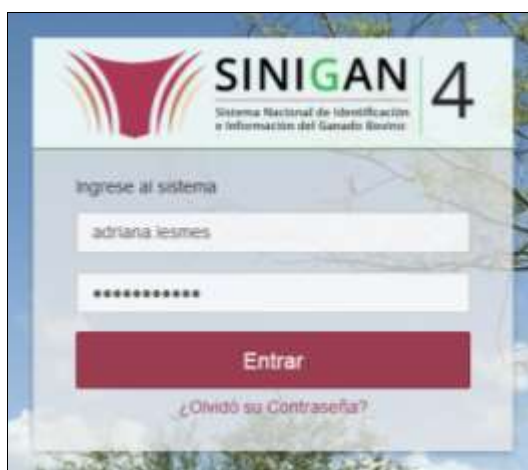 SINIGAN 4
Sistema Nacional de Identificación
e Información del Ganado Bovino
Ingrese al sistema
adriana lesmes
•••••••••••
Entrar
¿Olvidó su Contraseña?